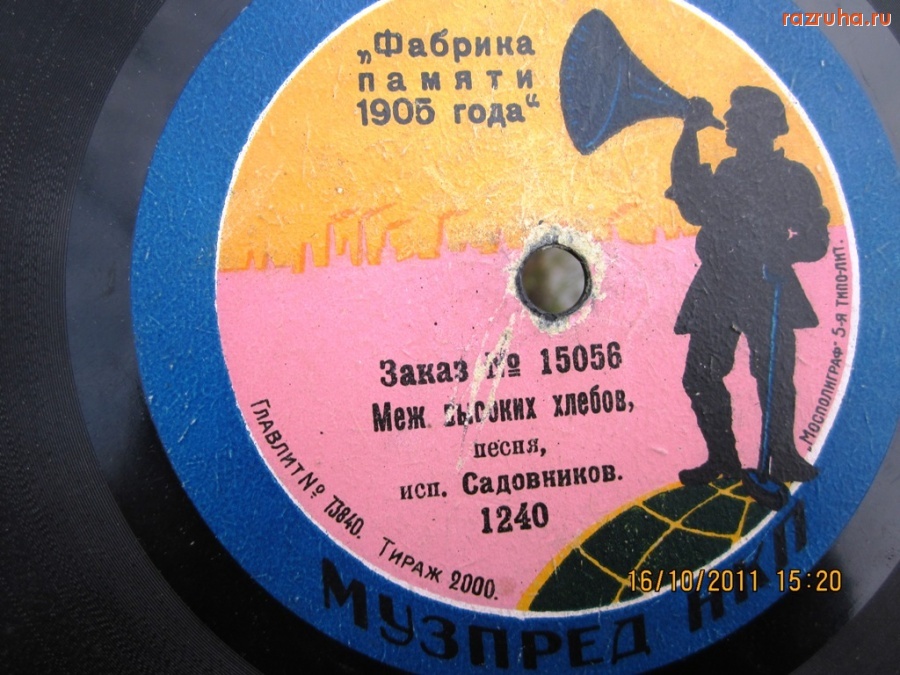 razruha.ru
„Фабрика
памяти
1905 года“
Заказ № 15056
Меж высоких хлебов,
песня,
исп. Садовников.
1240
Главлит № 73840. Тираж 2000.
„Мосполиграф“ 5-я типо-лит.
МУЗПРЕД НКП
16/10/2011 15:20